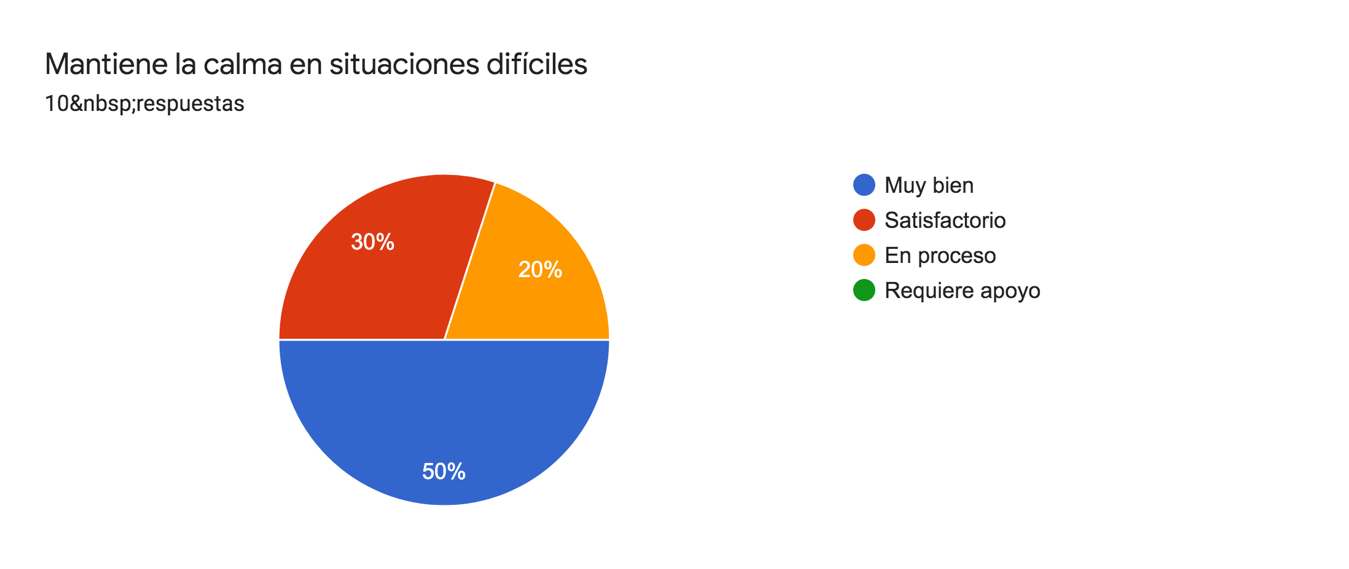 Mantiene la calma en situaciones difíciles
10&nbsp;respuestas
Muy bien
Satisfactorio
En proceso
Requiere apoyo
30%
20%
50%